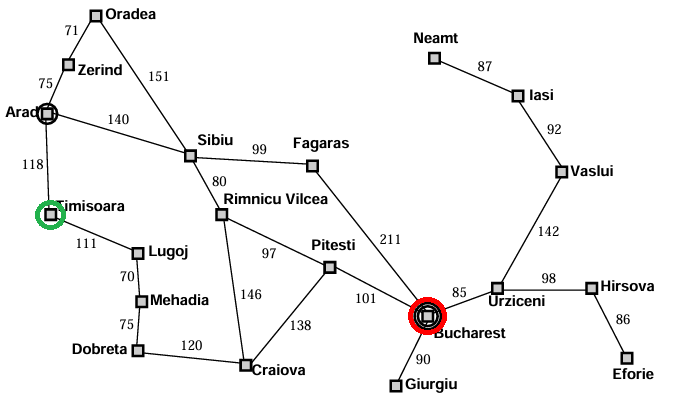 Oradea
71
Neamt
Zerind
87
151
75
Iasi
Arad
140
92
Sibiu
Fagaras
118
99
Vaslui
80
Timisoara
Rimnicu Vilcea
142
211
111
97
Pitesti
Lugoj
70
98
Hirsova
146
101
85
Mehadia
Urziceni
86
138
75
Bucharest
120
Dobreta
90
Craiova
Eforie
Giurgiu